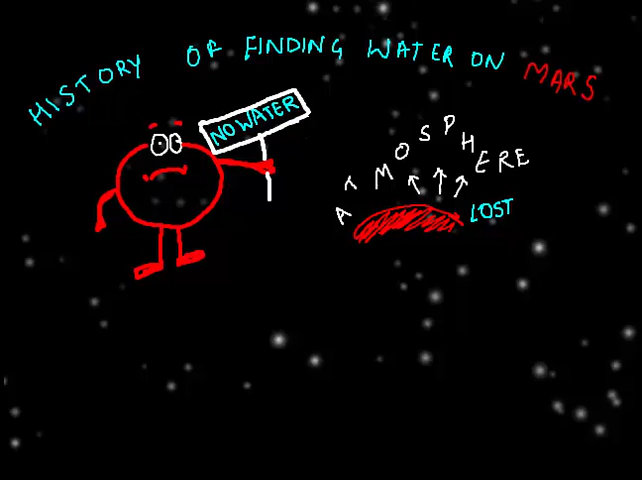 HISTORY OF FINDING WATER ON MARS
NO WATER
ATMOSPHERE
LOST